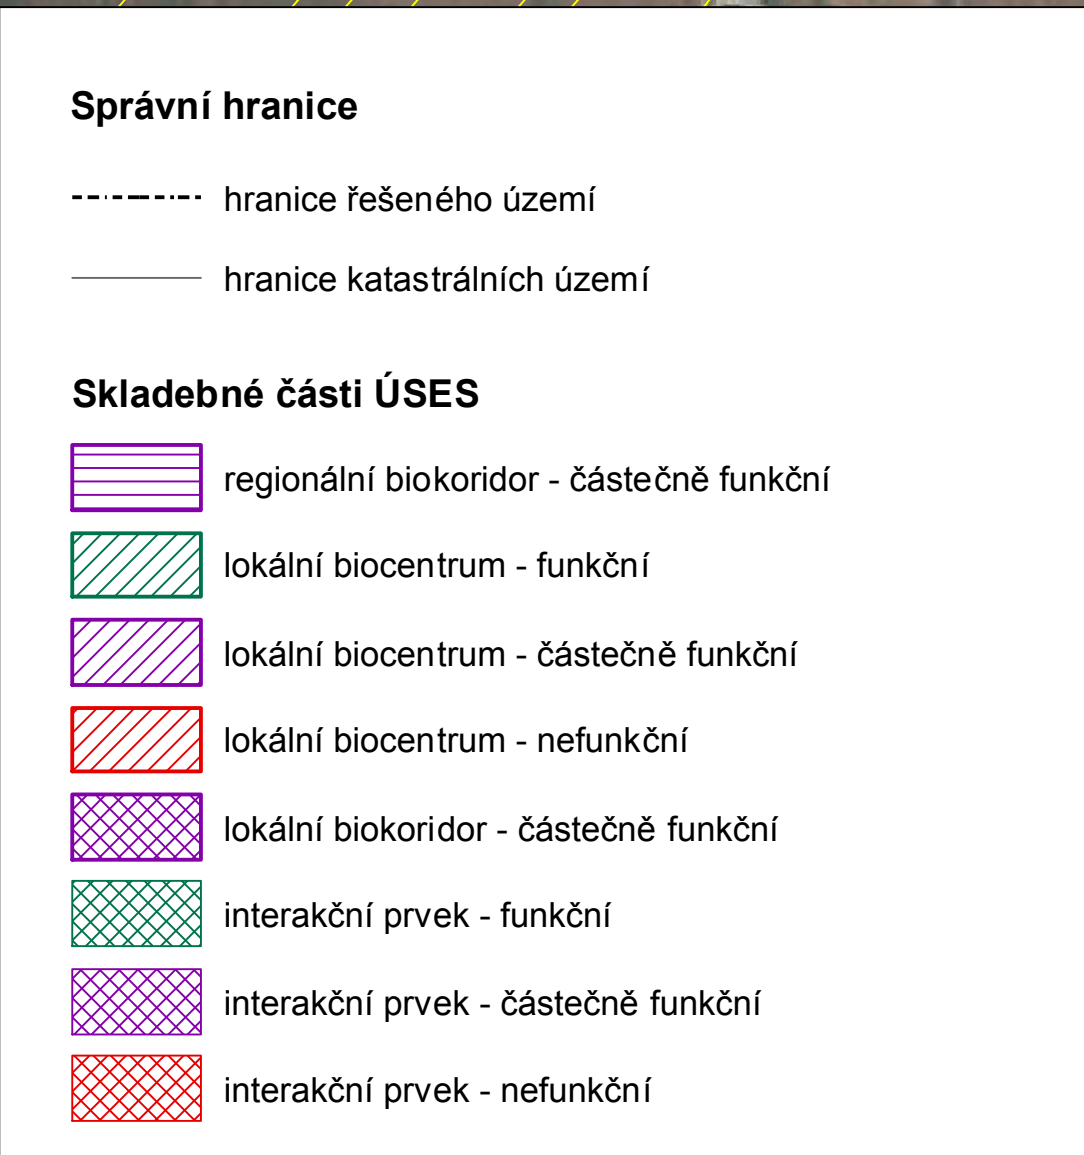 Správní hranice
hranice řešeného území
hranice katastrálních území
Skladebné části ÚSES
regionální biokoridor - částečně funkční
lokální biocentrum - funkční
lokální biocentrum - částečně funkční
lokální biocentrum - nefunkční
lokální biokoridor - částečně funkční
interakční prvek - funkční
interakční prvek - částečně funkční
interakční prvek - nefunkční